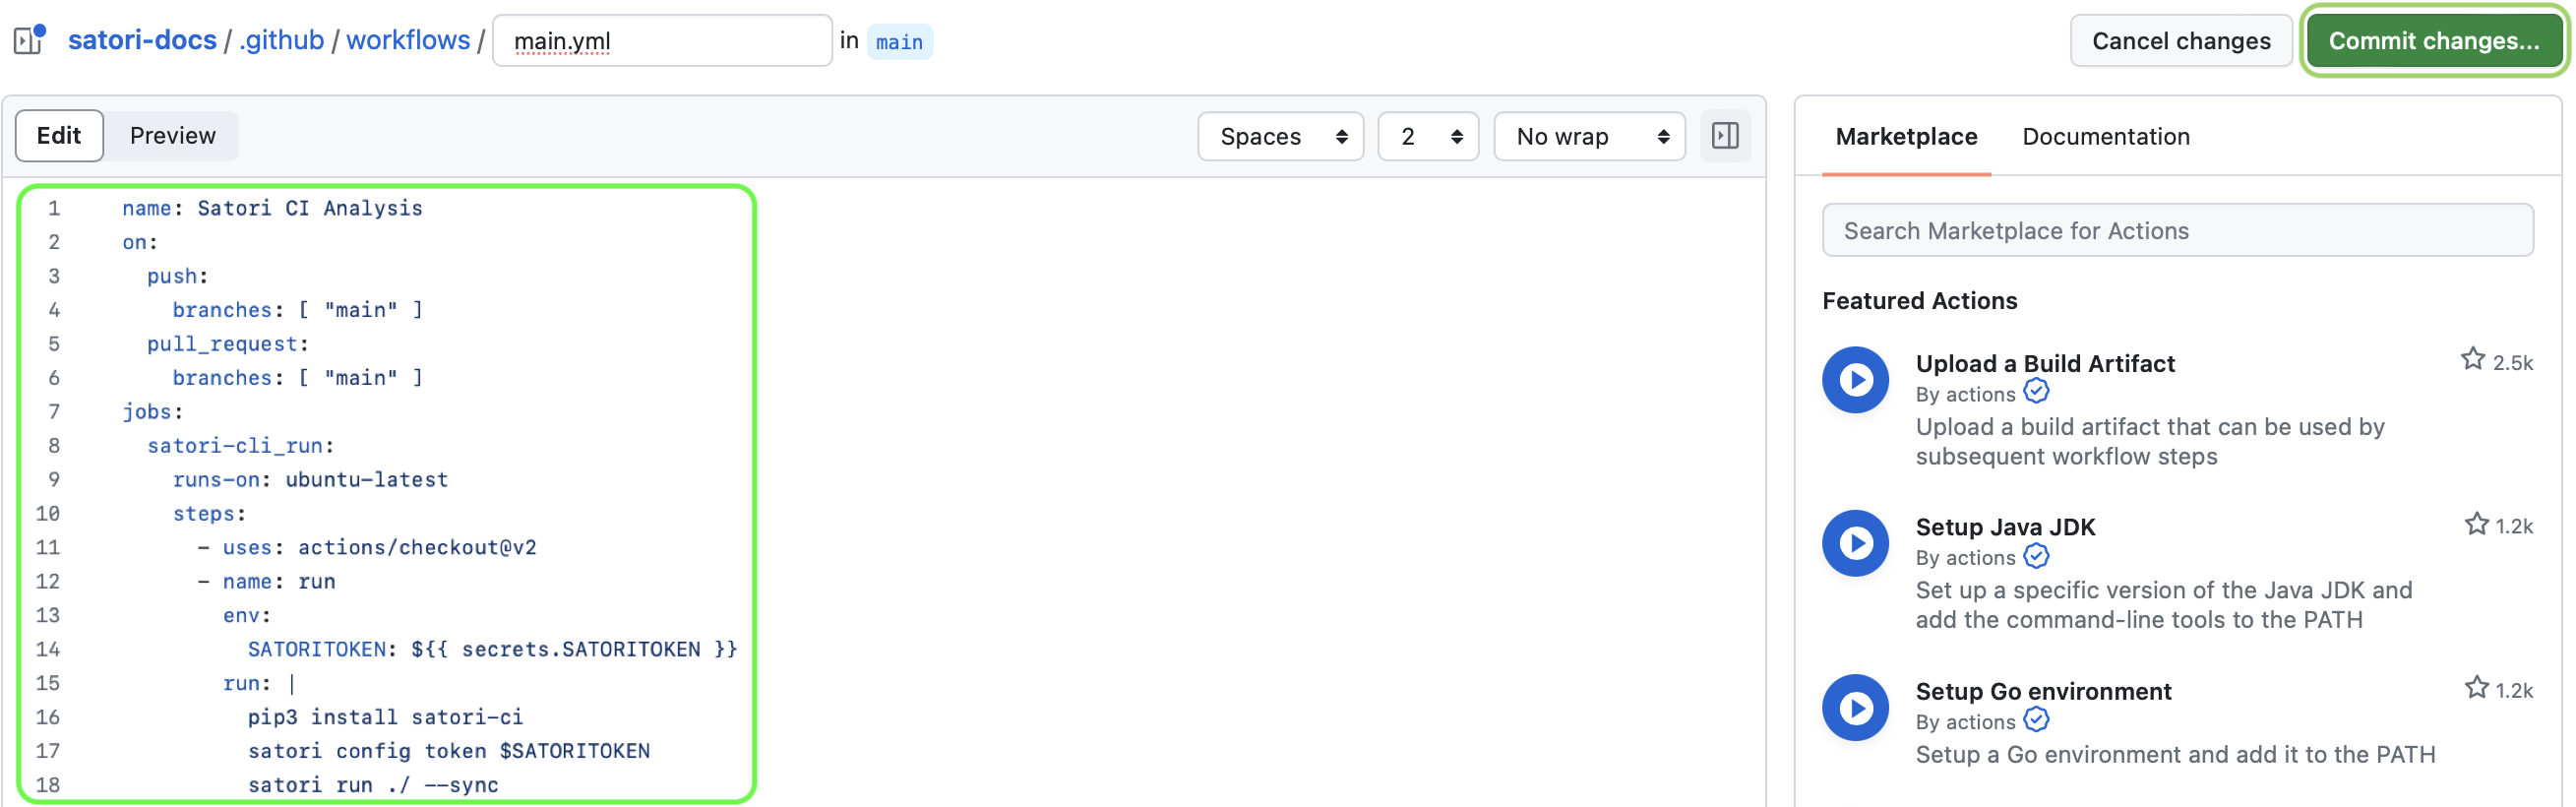 satori-docs / .github / workflows / main.yml in main
Cancel changes
Commit changes...
Edit
Preview
Spaces
2
No wrap
1 name: Satori CI Analysis
2 on:
3   push:
4     branches: [ "main" ]
5   pull_request:
6     branches: [ "main" ]
7 jobs:
8   satori-cli_run:
9     runs-on: ubuntu-latest
10     steps:
11       - uses: actions/checkout@v2
12       - name: run
13         env:
14           SATORITOKEN: ${{ secrets.SATORITOKEN }}
15         run: |
16           pip3 install satori-ci
17           satori config token $SATORITOKEN
18           satori run ./ --sync
Marketplace
Documentation
Search Marketplace for Actions
Featured Actions
Upload a Build Artifact
2.5k
By actions
Upload a build artifact that can be used by
subsequent workflow steps
Setup Java JDK
1.2k
By actions
Set up a specific version of the Java JDK and
add the command-line tools to the PATH
Setup Go environment
1.2k
By actions
Setup a Go environment and add it to the PATH